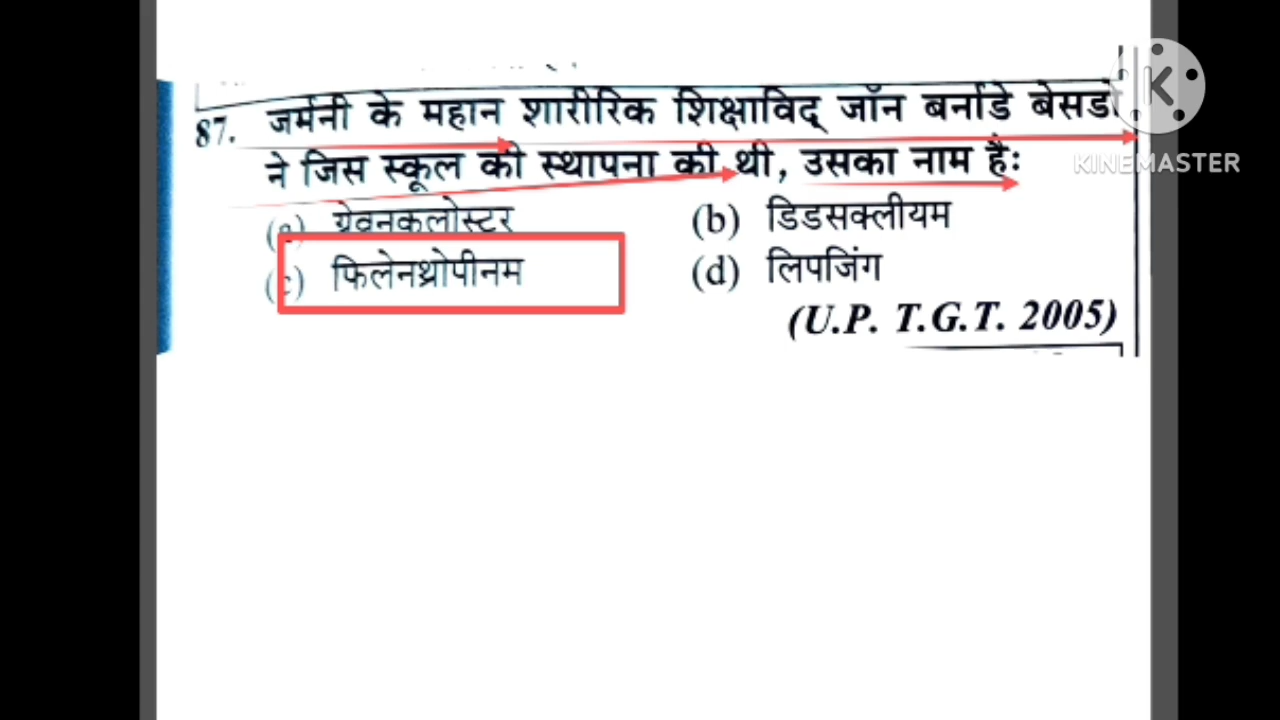 87. जर्मनी के महान शारीरिक शिक्षाविद् जॉन बर्नाडे बेसडो
ने जिस स्कूल की स्थापना की थी, उसका नाम हैः
(a) ग्रेवनकलोस्टर (b) डिडसक्लीयम
(c) फिलेनथ्रोपीनम (d) लिपजिंग
(U.P. T.G.T. 2005)
K
KINEMASTER